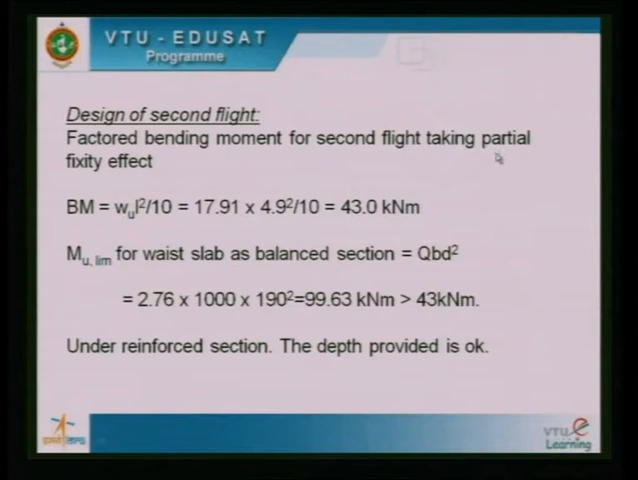 VTU - EDUSAT
Programme
Design of second flight:
Factored bending moment for second flight taking partial
fixity effect
BM = wᵤl²/10 = 17.91 x 4.9²/10 = 43.0 kNm
Mu, lim for waist slab as balanced section = Qbd²
= 2.76 x 1000 x 190²=99.63 kNm > 43kNm.
Under reinforced section. The depth provided is ok.
VTU e
Learning